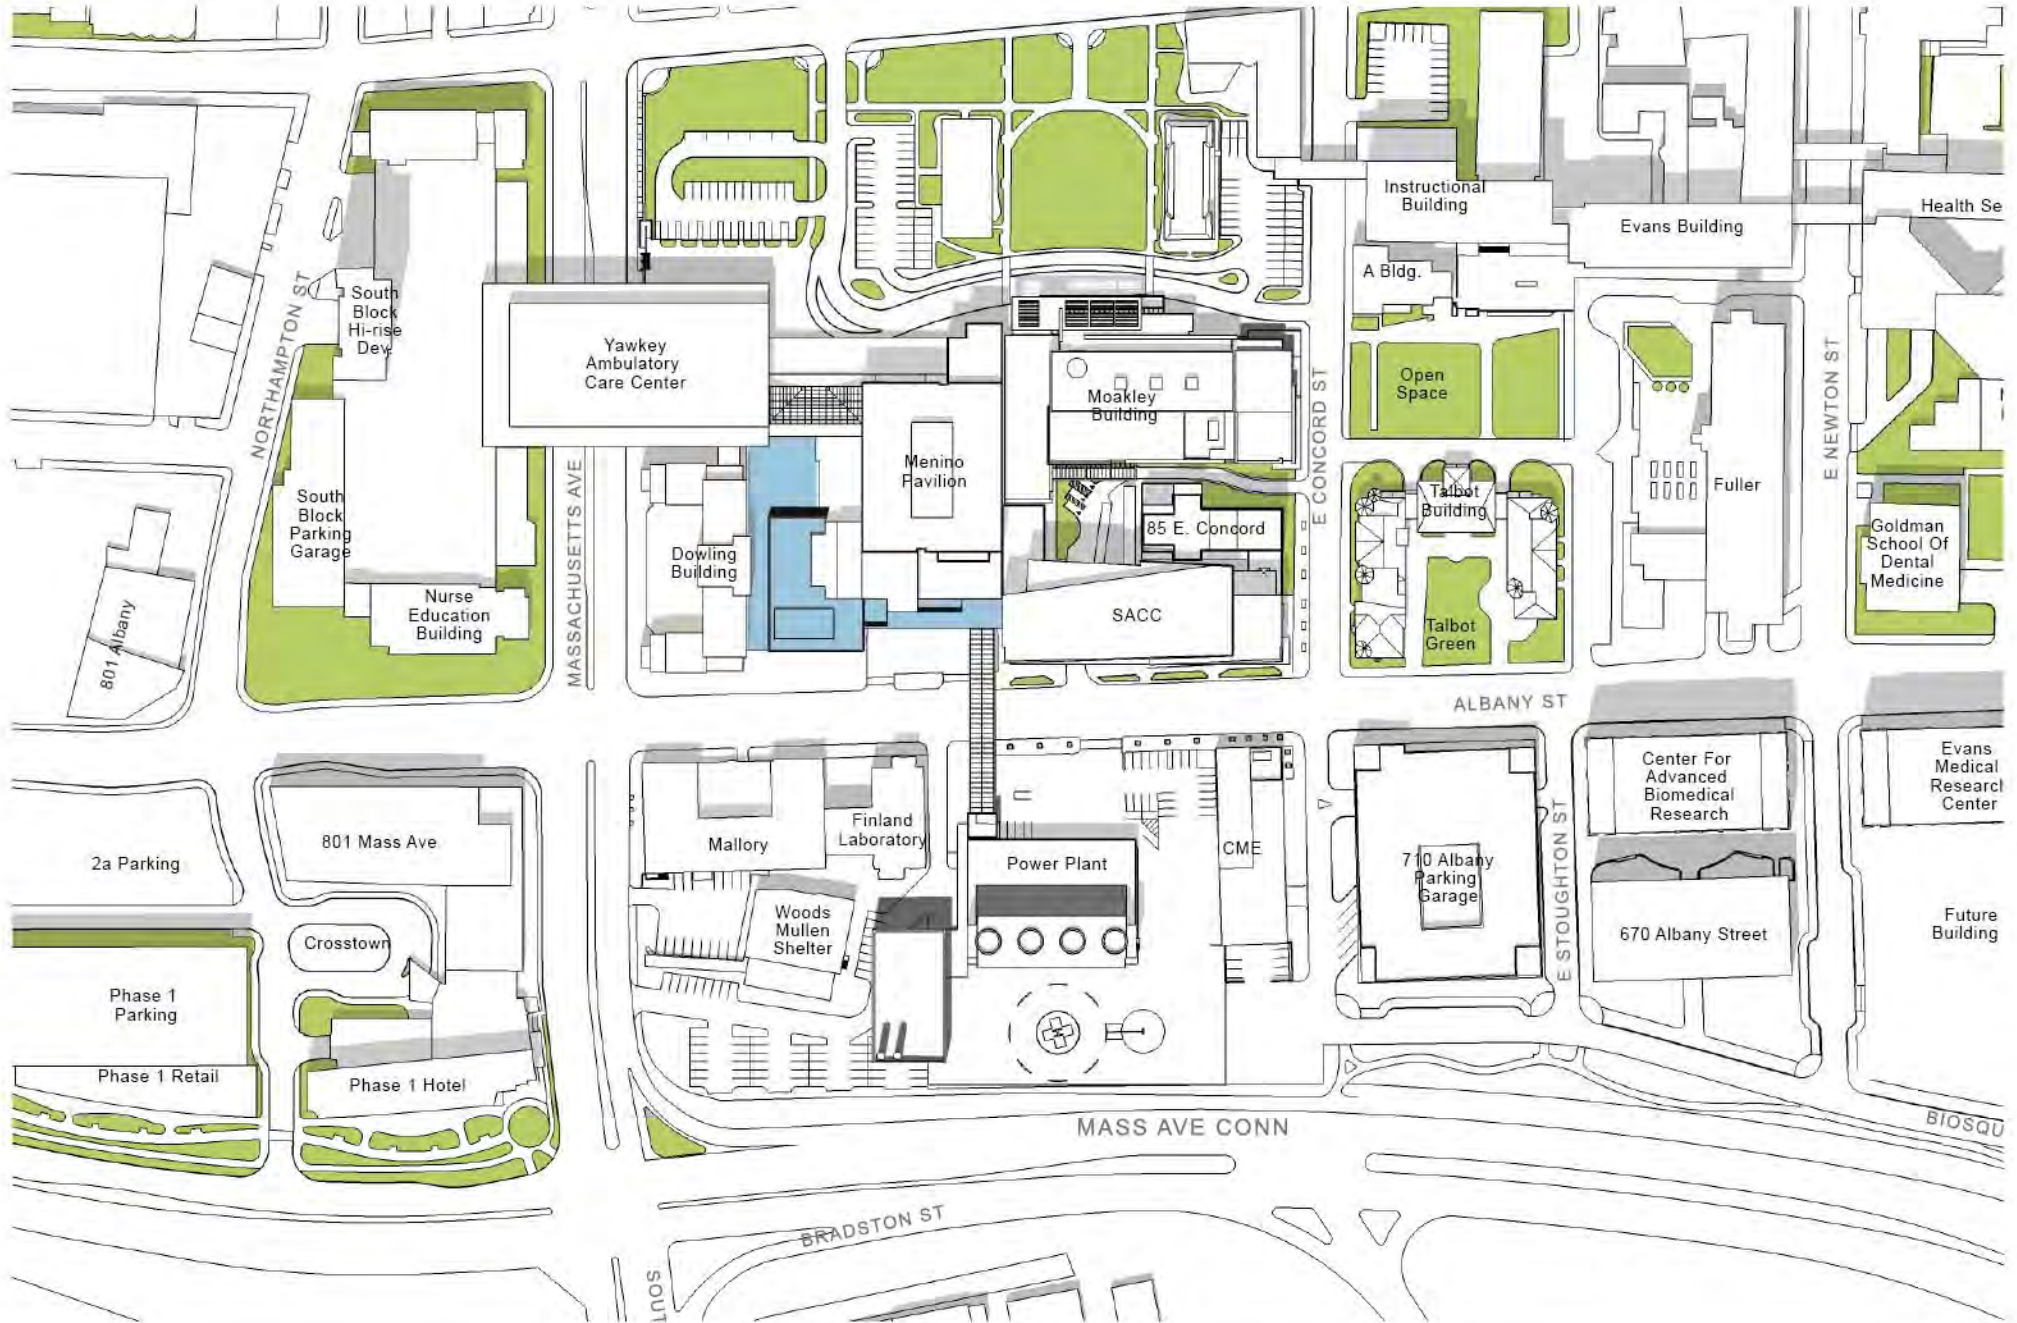 Instructional
Building
Evans Building
Health Se
A Bldg.
South
Block
Hi-rise
Dev.
NORTHAMPTON ST
Yawkey
Ambulatory
Care Center
Moakley
Building
Open
Space
E CONCORD ST
E NEWTON ST
Menino
Pavilion
South
Block
Parking
Garage
MASSACHUSETTS AVE
Dowling
Building
85 E. Concord
Talbot
Building
Fuller
Goldman
School Of
Dental
Medicine
Nurse
Education
Building
SACC
Talbot
Green
801 Albany
ALBANY ST
Center For
Advanced
Biomedical
Research
Evans
Medical
Research
Center
801 Mass Ave
2a Parking
Mallory
Finland
Laboratory
Power Plant
CME
710 Albany
Parking
Garage
E STOUGHTON ST
Woods
Mullen
Shelter
Crosstown
670 Albany Street
Future
Building
Phase 1
Parking
Phase 1 Retail
Phase 1 Hotel
MASS AVE CONN
BIOSQU
BRADSTON ST